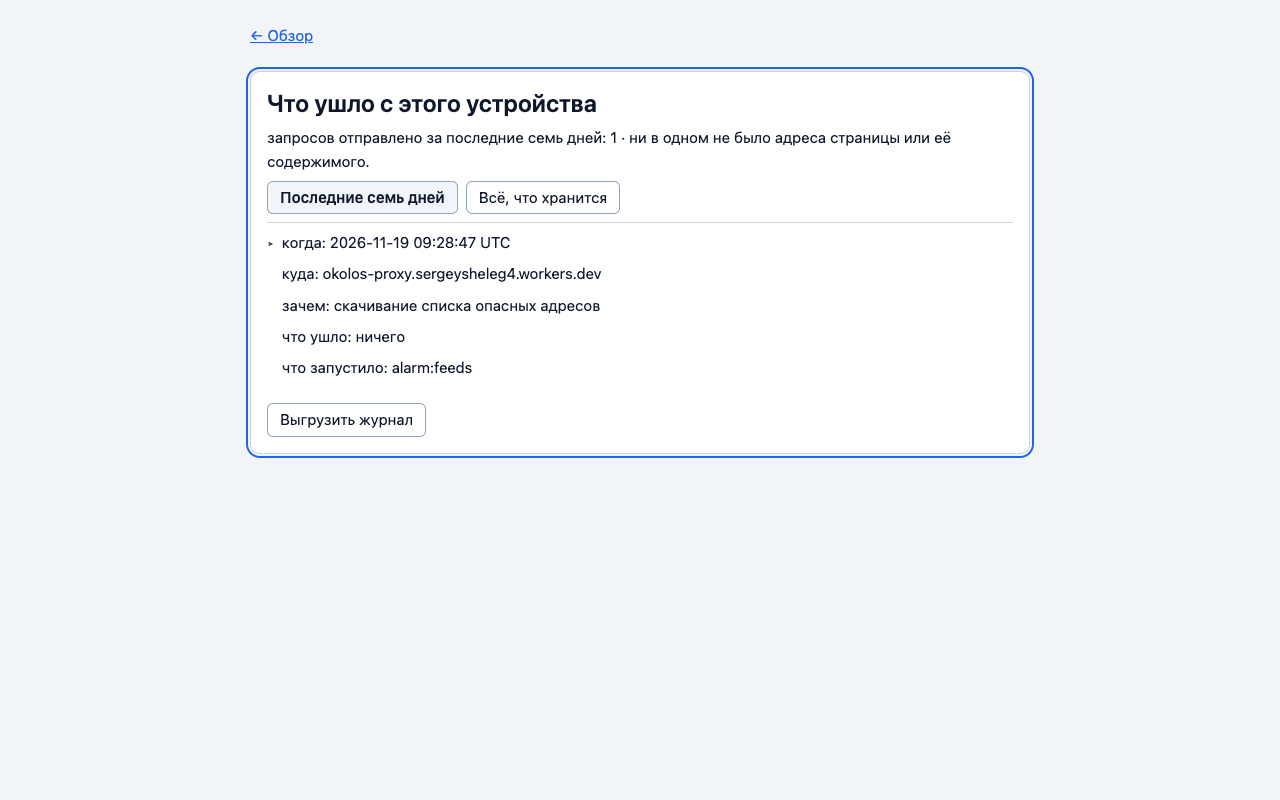 ← Обзор
Что ушло с этого устройства
запросов отправлено за последние семь дней: 1 · ни в одном не было адреса страницы или её
содержимого.
Последние семь дней
Всё, что хранится
▸ когда: 2026-11-19 09:28:47 UTC
куда: okolos-proxy.sergeysheleg4.workers.dev
зачем: скачивание списка опасных адресов
что ушло: ничего
что запустило: alarm:feeds
Выгрузить журнал